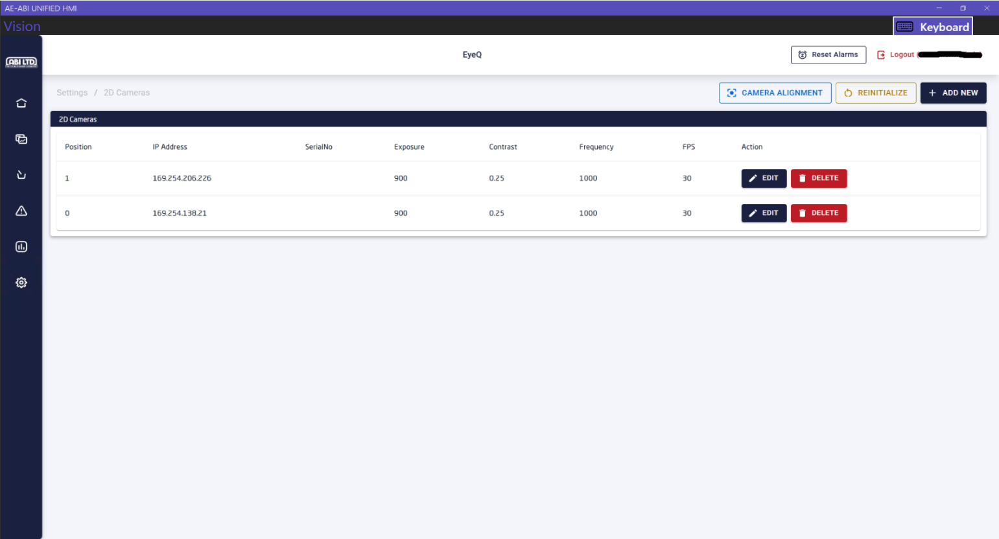 AE-ABI UNIFIED HMI
Vision
Keyboard
ABI LTD
EyeQ
Reset Alarms
Logout (
Settings / 2D Cameras
CAMERA ALIGNMENT
REINITIALIZE
+ ADD NEW
2D Cameras
Position IP Address SerialNo Exposure Contrast Frequency FPS Action
1 169.254.206.226 900 0.25 1000 30 EDIT DELETE
0 169.254.138.21 900 0.25 1000 30 EDIT DELETE